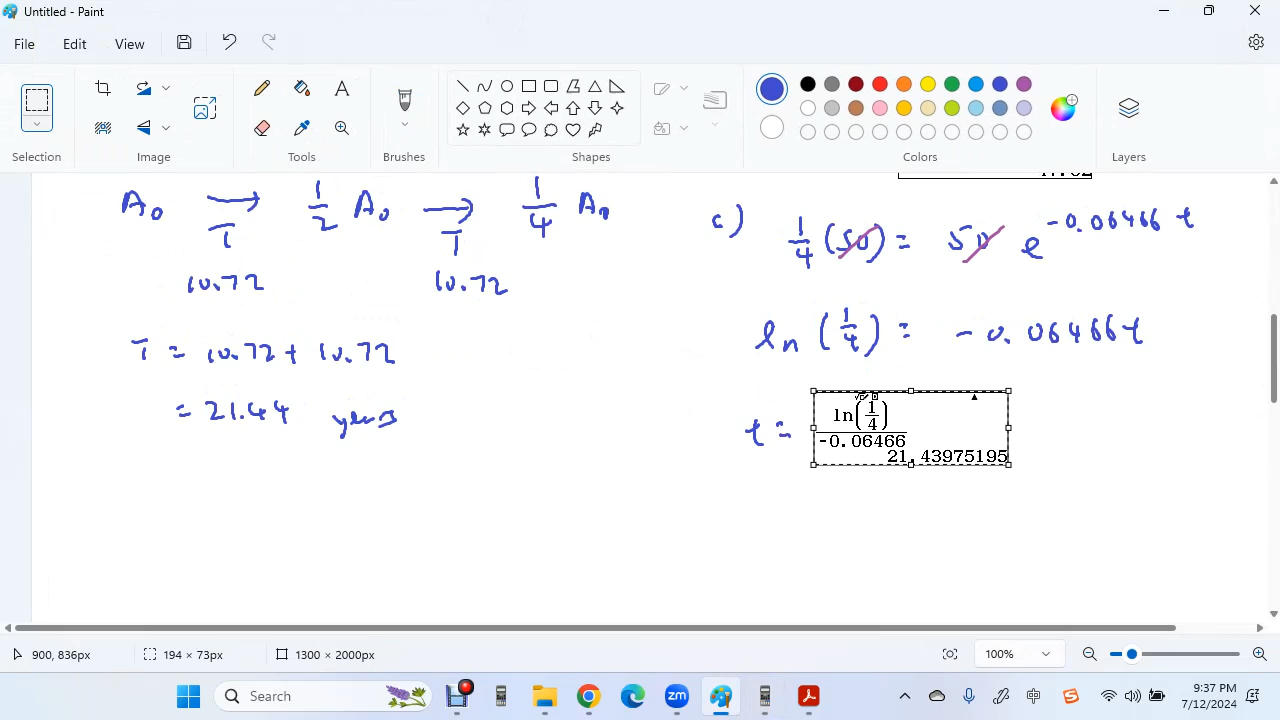 Untitled - Paint
File Edit View
Selection Image Tools Brushes Shapes Colors Layers
A₀ → 1/2 A₀ → 1/4 A₀
T T
10.72 10.72
T = 10.72 + 10.72
= 21.44 years
c) 1/4 (50) = 50 e^-0.06466 t
ln (1/4) = -0.06466t
t =
ln(1/4)
-0.06466
21.43975195
900, 836px 194 × 73px 1300 × 2000px 100%
Search
zm
中
S
9:37 PM
7/12/2024